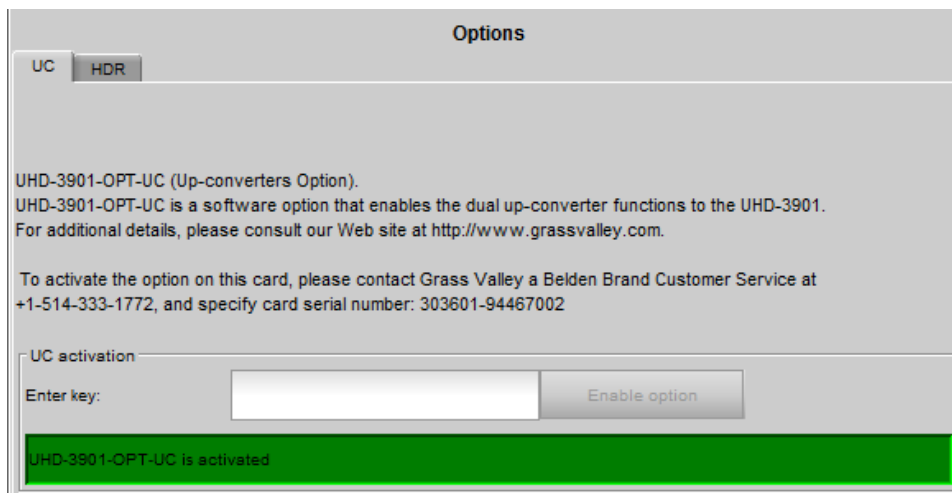 Options
UC HDR
UHD-3901-OPT-UC (Up-converters Option).
UHD-3901-OPT-UC is a software option that enables the dual up-converter functions to the UHD-3901.
For additional details, please consult our Web site at http://www.grassvalley.com.
To activate the option on this card, please contact Grass Valley a Belden Brand Customer Service at
+1-514-333-1772, and specify card serial number: 303601-94467002
UC activation
Enter key: Enable option
UHD-3901-OPT-UC is activated